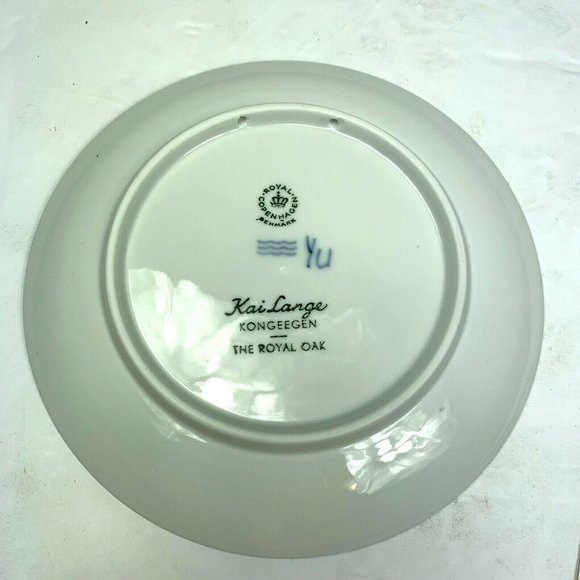 ROYAL
COPENHAGEN
DENMARK
Yu
Kai Lange
KONGEEGEN
THE ROYAL OAK